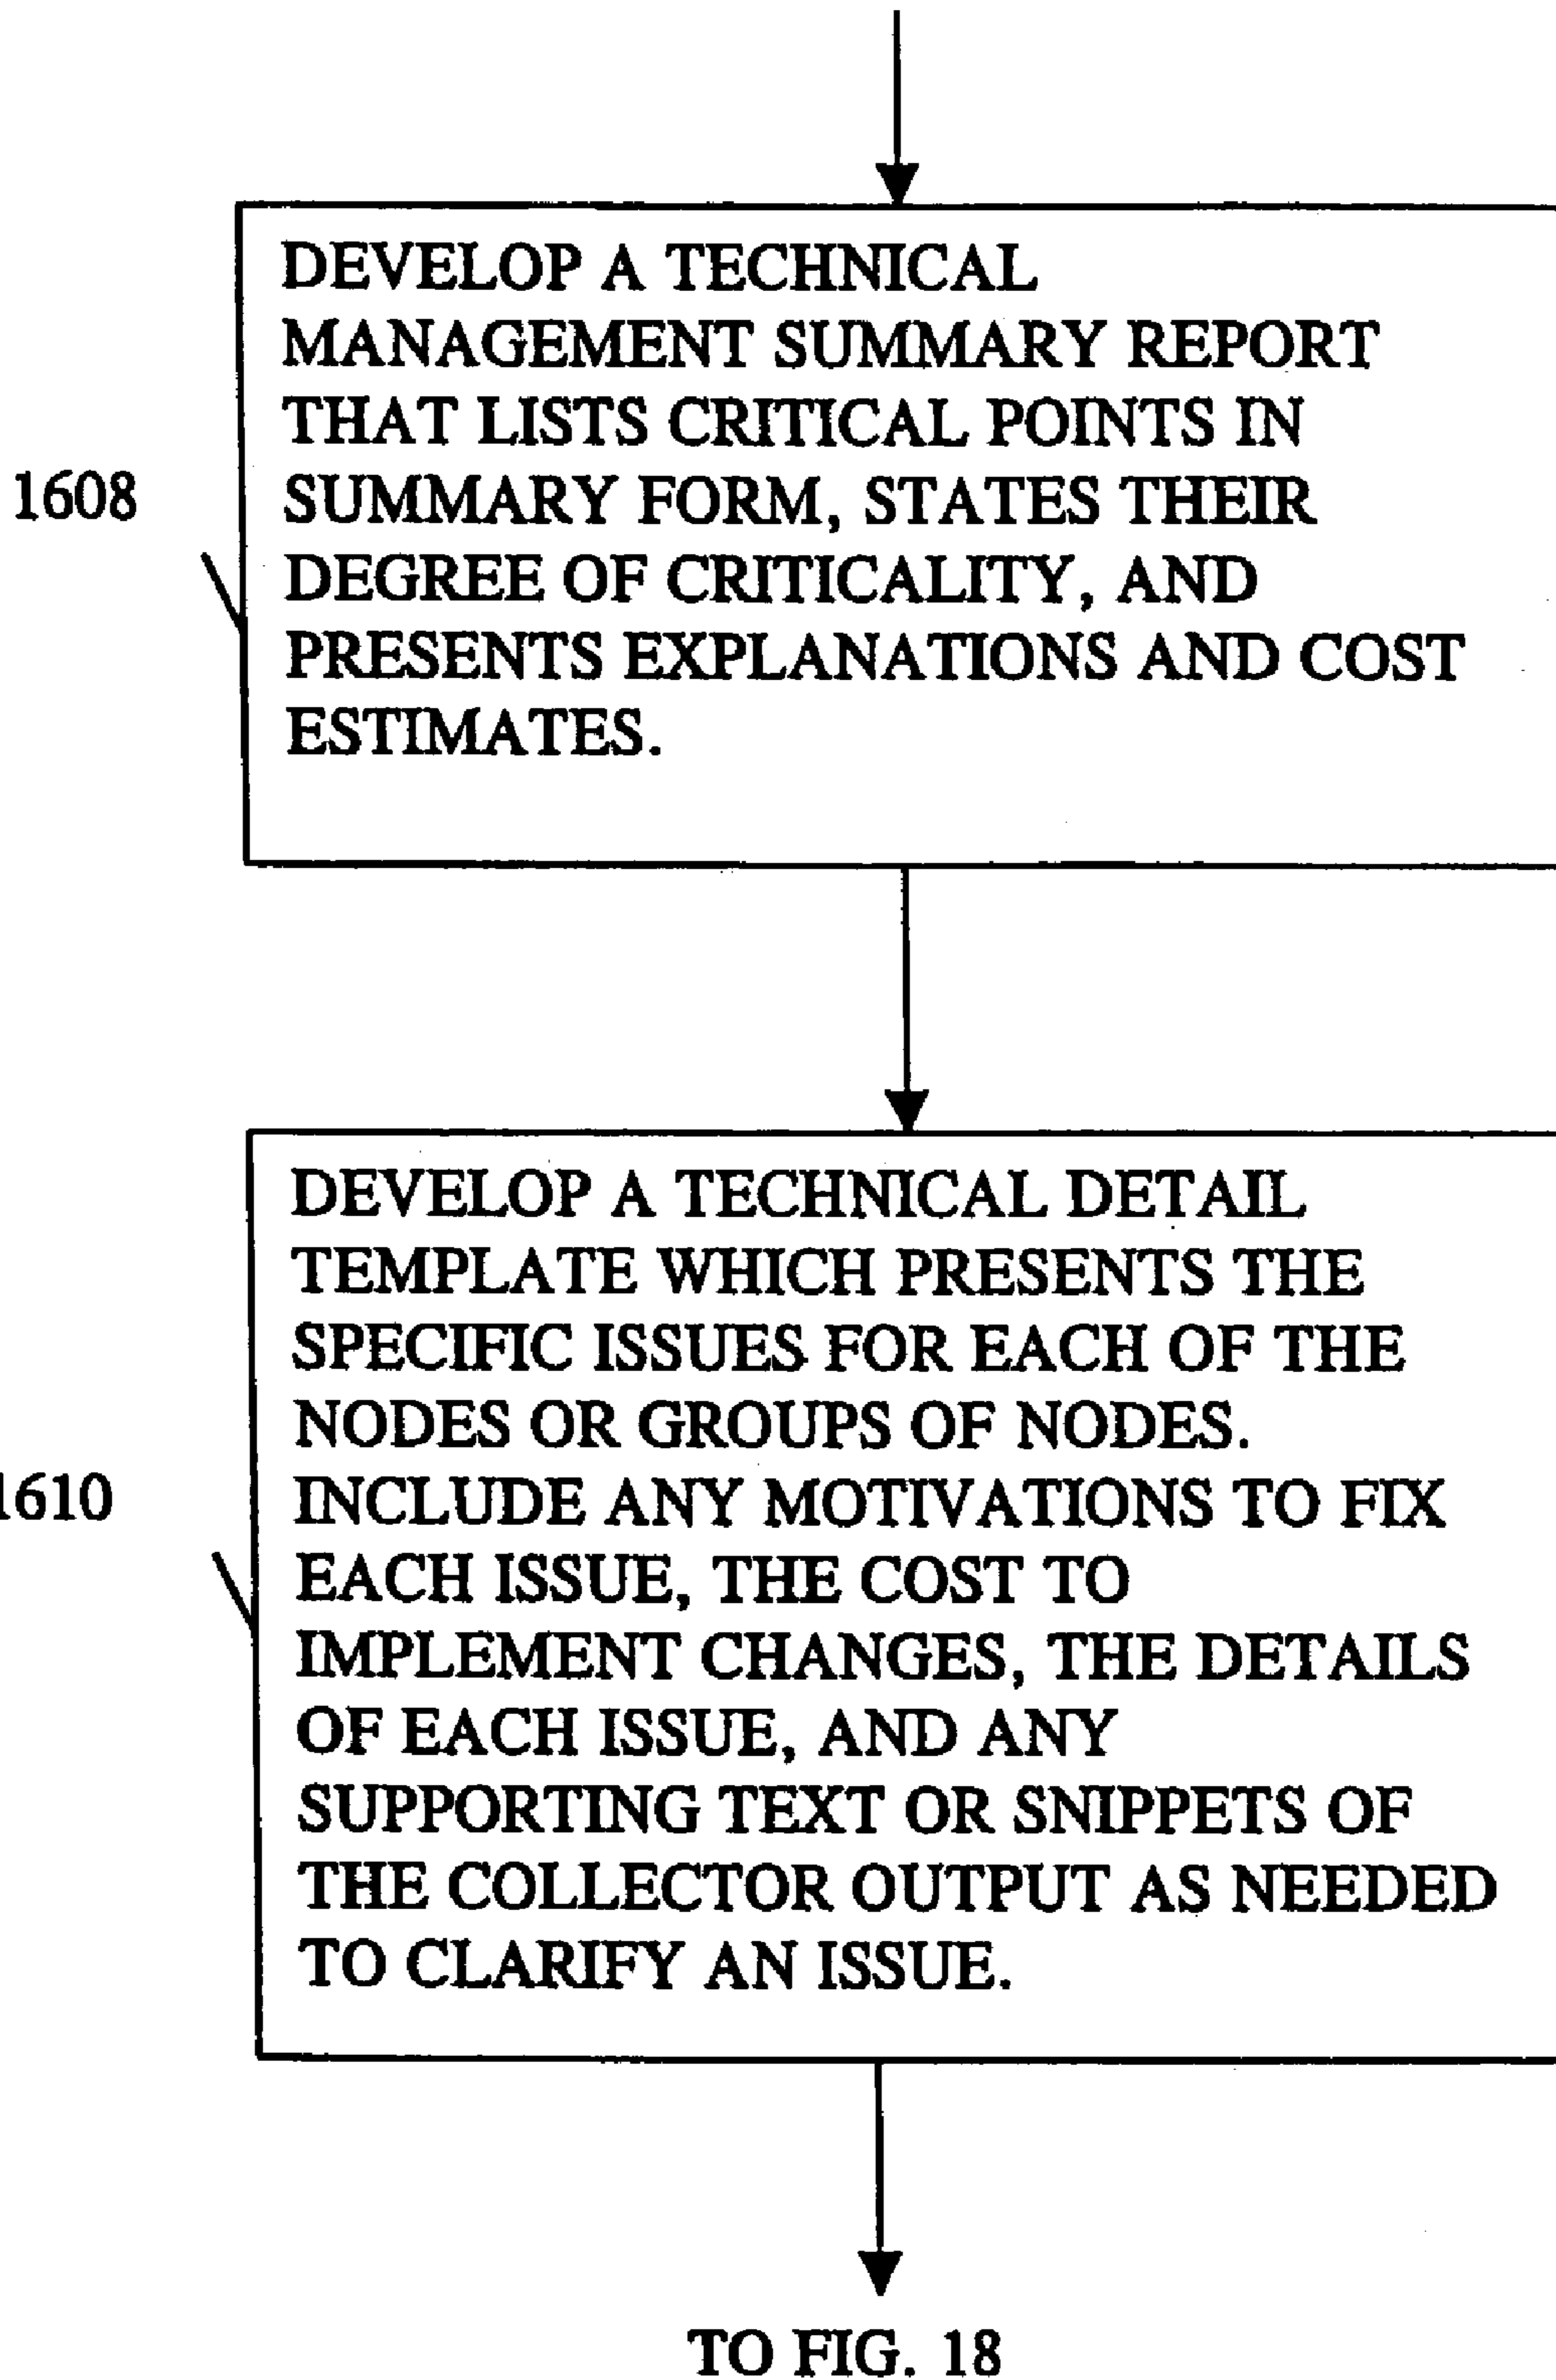 DEVELOP A TECHNICAL
MANAGEMENT SUMMARY REPORT
THAT LISTS CRITICAL POINTS IN
1608
SUMMARY FORM, STATES THEIR
DEGREE OF CRITICALITY, AND
PRESENTS EXPLANATIONS AND COST
ESTIMATES.
DEVELOP A TECHNICAL DETAIL
TEMPLATE WHICH PRESENTS THE
SPECIFIC ISSUES FOR EACH OF THE
NODES OR GROUPS OF NODES.
1610
INCLUDE ANY MOTIVATIONS TO FIX
EACH ISSUE, THE COST TO
IMPLEMENT CHANGES, THE DETAILS
OF EACH ISSUE, AND ANY
SUPPORTING TEXT OR SNIPPETS OF
THE COLLECTOR OUTPUT AS NEEDED
TO CLARIFY AN ISSUE.
TO FIG. 18